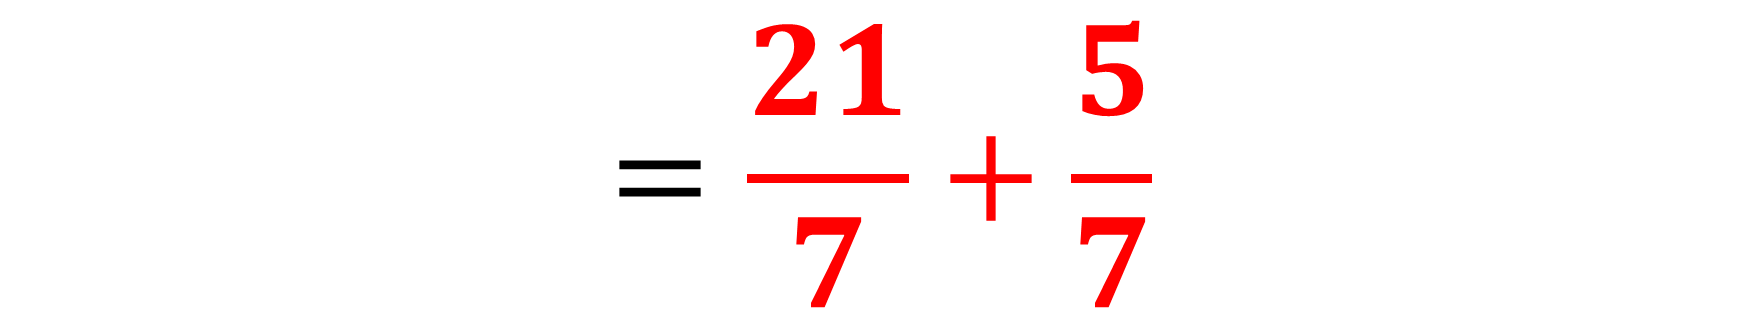 = 21/7 + 5/7